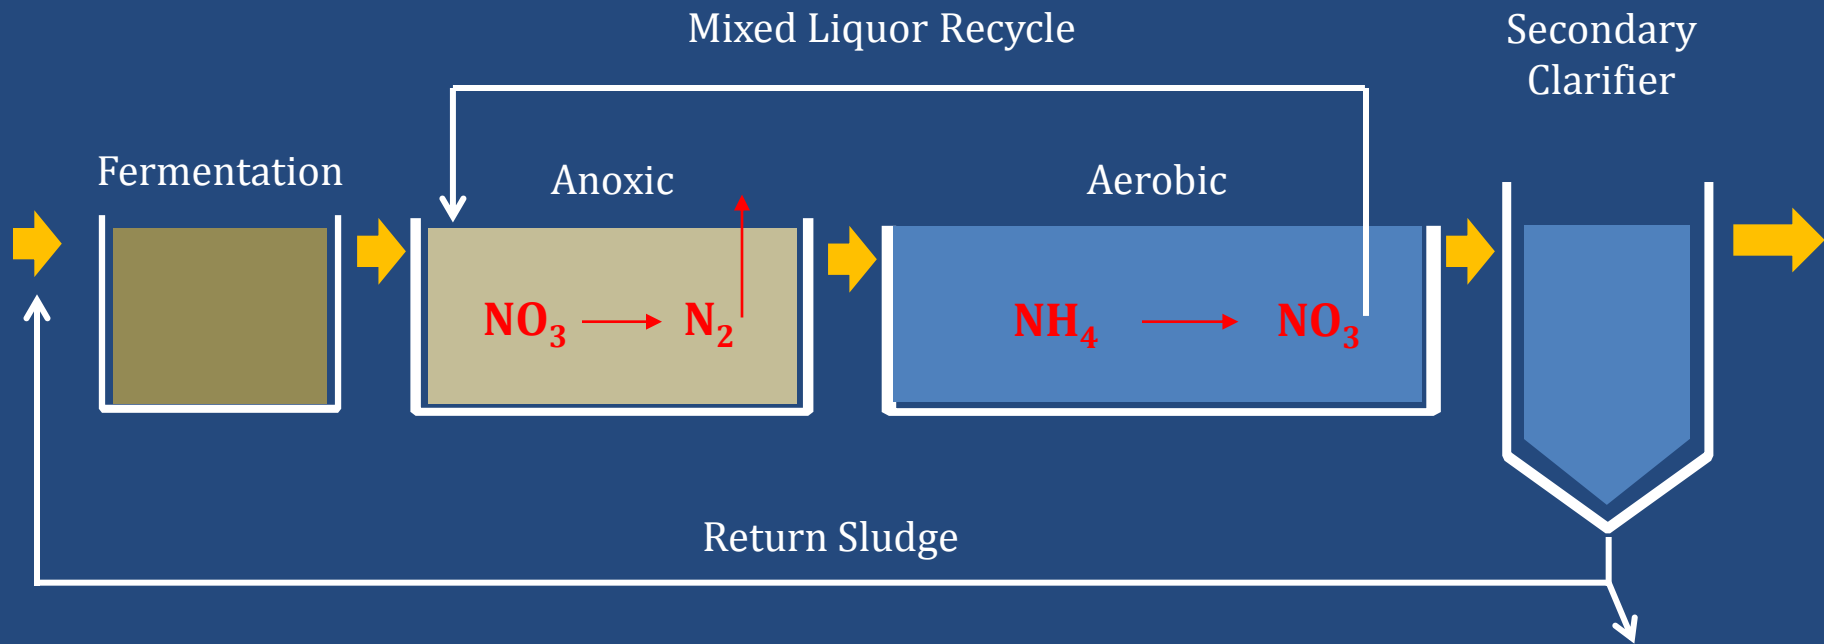 Mixed Liquor Recycle
Secondary
Clarifier
Fermentation
Anoxic
Aerobic
NO₃ N₂
NH₄ NO₃
Return Sludge